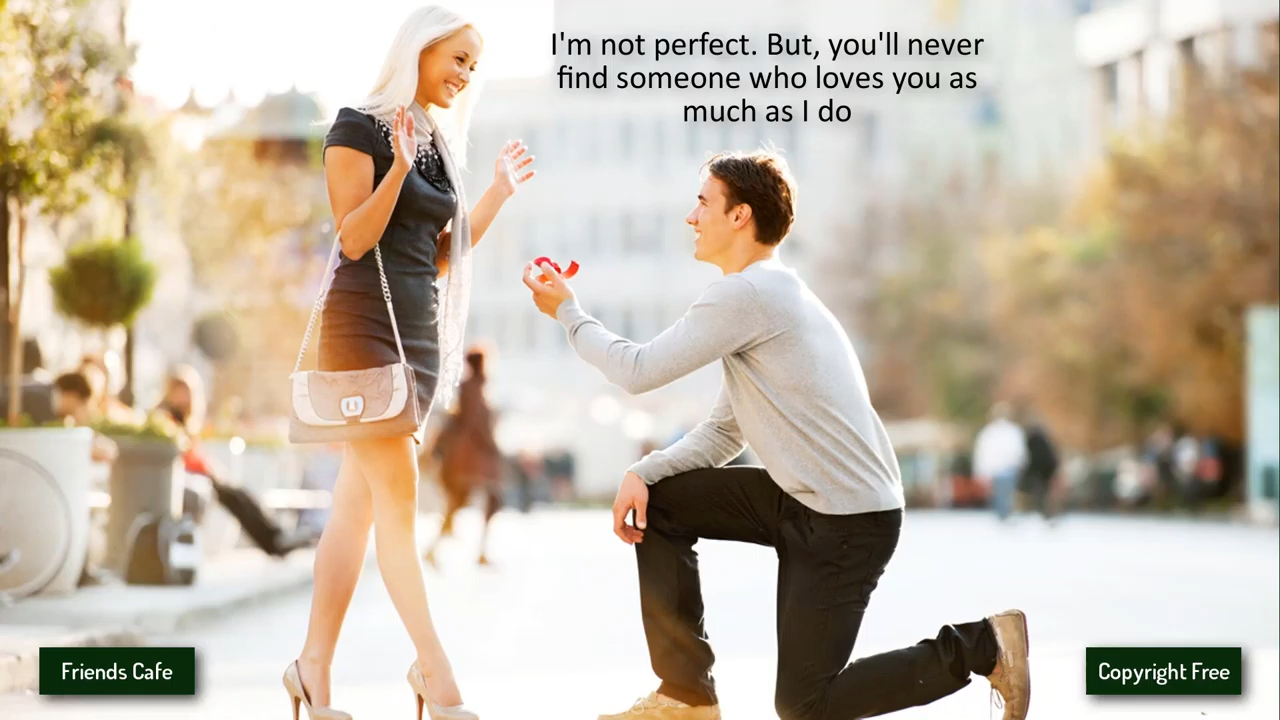 I'm not perfect. But, you'll never
find someone who loves you as
much as I do
Friends Cafe
Copyright Free